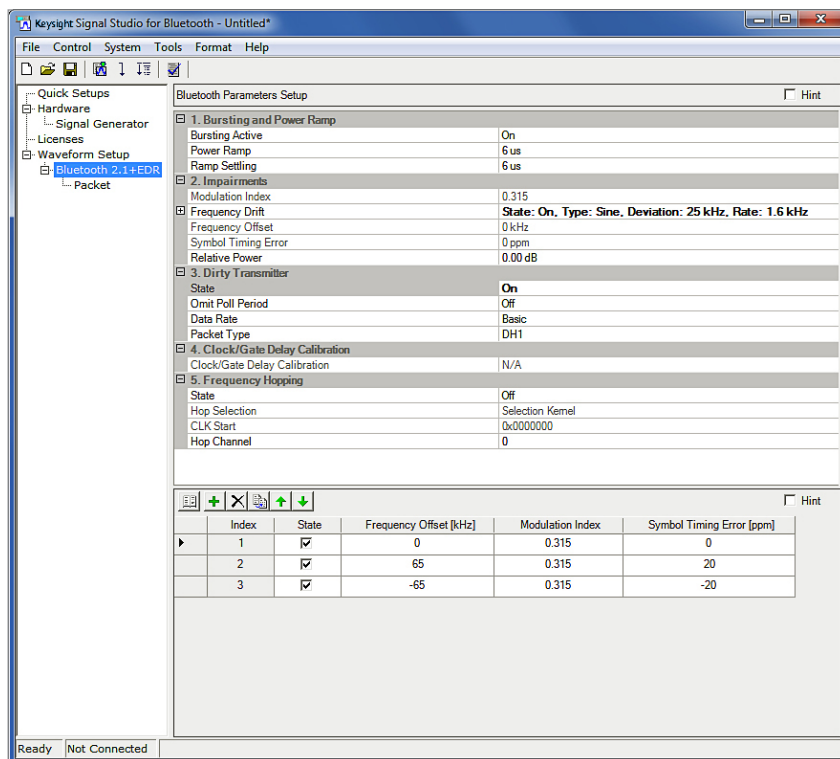 Keysight Signal Studio for Bluetooth - Untitled*
File Control System Tools Format Help
Quick Setups
Hardware
Signal Generator
Licenses
Waveform Setup
Bluetooth 2.1+EDR
Packet
Bluetooth Parameters Setup Hint
1. Bursting and Power Ramp
Bursting Active On
Power Ramp 6 us
Ramp Settling 6 us
2. Impairments
Modulation Index 0.315
Frequency Drift State: On, Type: Sine, Deviation: 25 kHz, Rate: 1.6 kHz
Frequency Offset 0 kHz
Symbol Timing Error 0 ppm
Relative Power 0.00 dB
3. Dirty Transmitter
State On
Omit Poll Period Off
Data Rate Basic
Packet Type DH1
4. Clock/Gate Delay Calibration
Clock/Gate Delay Calibration N/A
5. Frequency Hopping
State Off
Hop Selection Selection Kernel
CLK Start 0x0000000
Hop Channel 0
Hint
Index State Frequency Offset [kHz] Modulation Index Symbol Timing Error [ppm]
1 0 0.315 0
2 65 0.315 20
3 -65 0.315 -20
Ready Not Connected